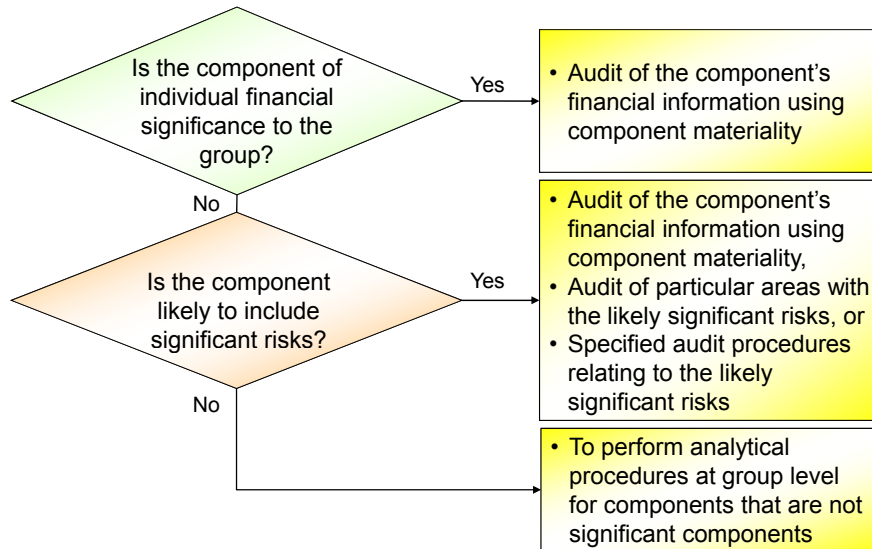 Is the component of
individual financial
significance to the
group?
Yes
• Audit of the component's
financial information using
component materiality
No
Is the component
likely to include
significant risks?
Yes
• Audit of the component's
financial information using
component materiality,
• Audit of particular areas with
the likely significant risks, or
• Specified audit procedures
relating to the likely
significant risks
No
• To perform analytical
procedures at group level
for components that are not
significant components